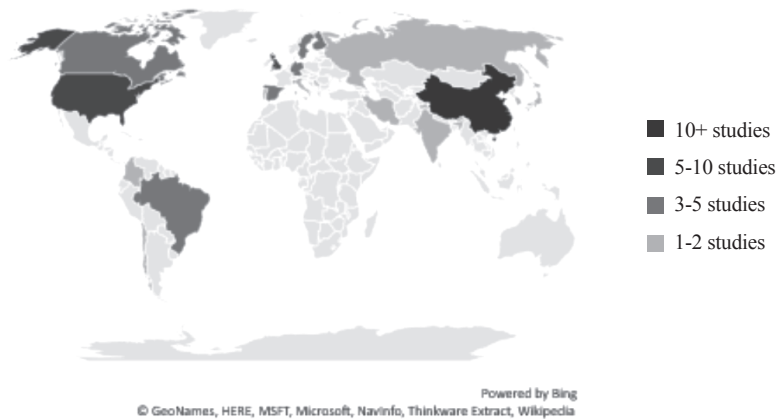 10+ studies
5-10 studies
3-5 studies
1-2 studies
Powered by Bing
© GeoNames, HERE, MSFT, Microsoft, NavInfo, Thinkware Extract, Wikipedia